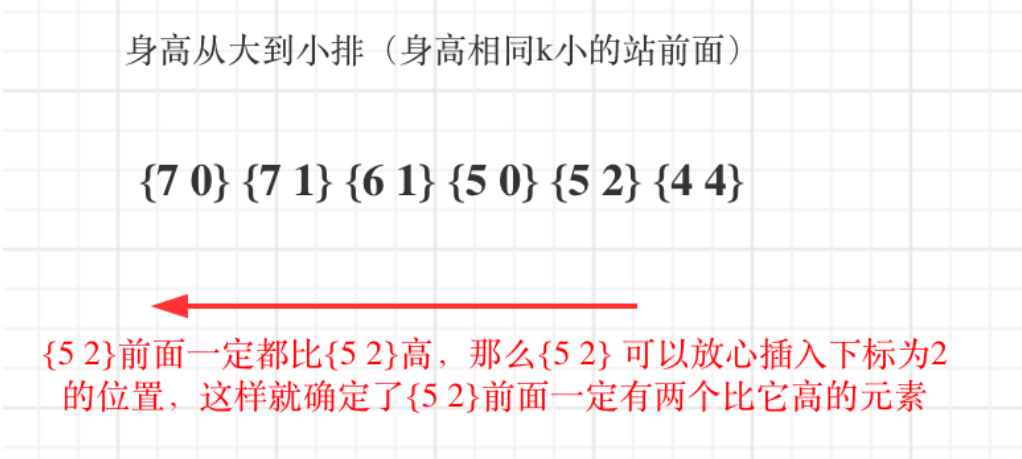 身高从大到小排（身高相同k小的站前面）
{7 0} {7 1} {6 1} {5 0} {5 2} {4 4}
{5 2}前面一定都比{5 2}高，那么{5 2} 可以放心插入下标为2
的位置，这样就确定了{5 2}前面一定有两个比它高的元素